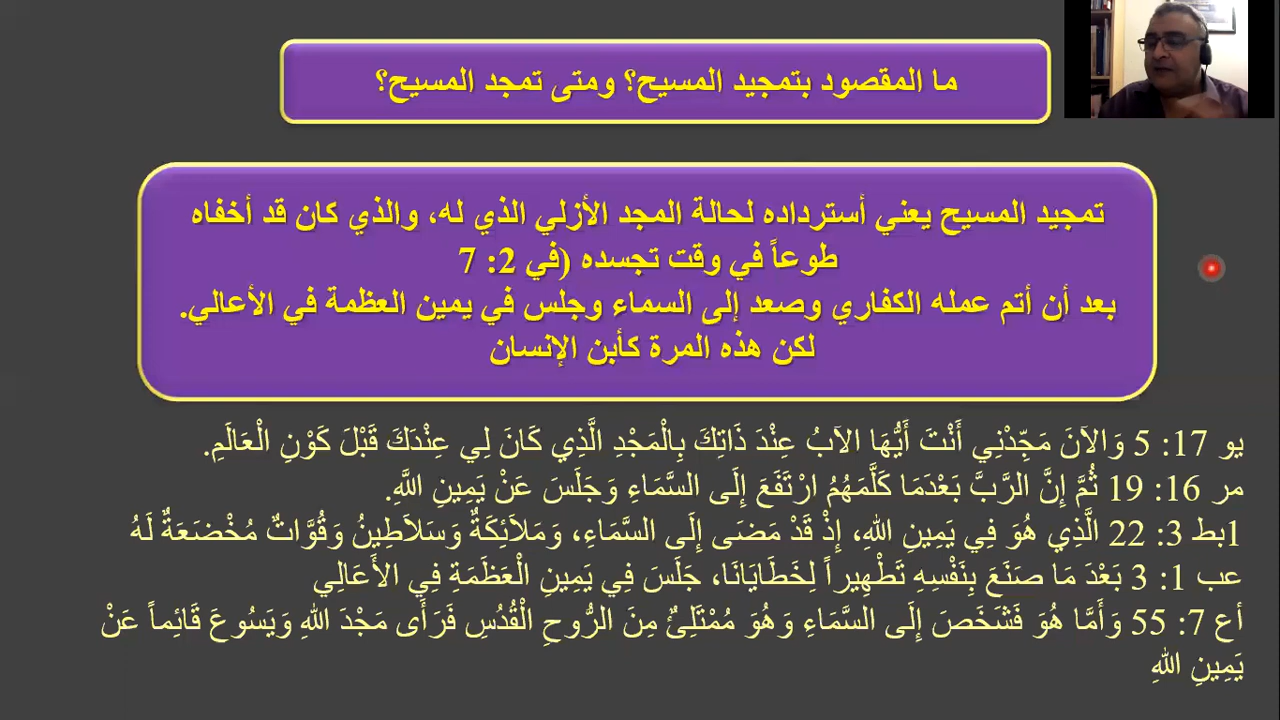 ما المقصود بتمجيد المسيح؟ ومتى تمجد المسيح؟
تمجيد المسيح يعني أسترداده لحالة المجد الأزلي الذي له، والذي كان قد أخفاه
طوعاً في وقت تجسده (في 2: 7
بعد أن أتم عمله الكفاري وصعد إلى السماء وجلس في يمين العظمة في الأعالي.
لكن هذه المرة كأبن الإنسان
يو 17: 5 وَالآنَ مَجِّدْنِي أَنْتَ أَيُّهَا الآبُ عِنْدَ ذَاتِكَ بِالْمَجْدِ الَّذِي كَانَ لِي عِنْدَكَ قَبْلَ كَوْنِ الْعَالَمِ.
مر 16: 19 ثُمَّ إِنَّ الرَّبَّ بَعْدَمَا كَلَّمَهُمُ ارْتَفَعَ إِلَى السَّمَاءِ وَجَلَسَ عَنْ يَمِينِ اللَّهِ.
1بط 3: 22 الَّذِي هُوَ فِي يَمِينِ اللهِ، إِذْ قَدْ مَضَى إِلَى السَّمَاءِ، وَمَلاَئِكَةٌ وَسَلاَطِينُ وَقُوَّاتٌ مُخْضَعَةٌ لَهُ
عب 1: 3 بَعْدَ مَا صَنَعَ بِنَفْسِهِ تَطْهِيراً لِخَطَايَانَا، جَلَسَ فِي يَمِينِ الْعَظَمَةِ فِي الأَعَالِي
أع 7: 55 وَأَمَّا هُوَ فَشَخَصَ إِلَى السَّمَاءِ وَهُوَ مُمْتَلِئٌ مِنَ الرُّوحِ الْقُدُسِ فَرَأَى مَجْدَ اللهِ وَيَسُوعَ قَائِماً عَنْ
يَمِينِ اللهِ